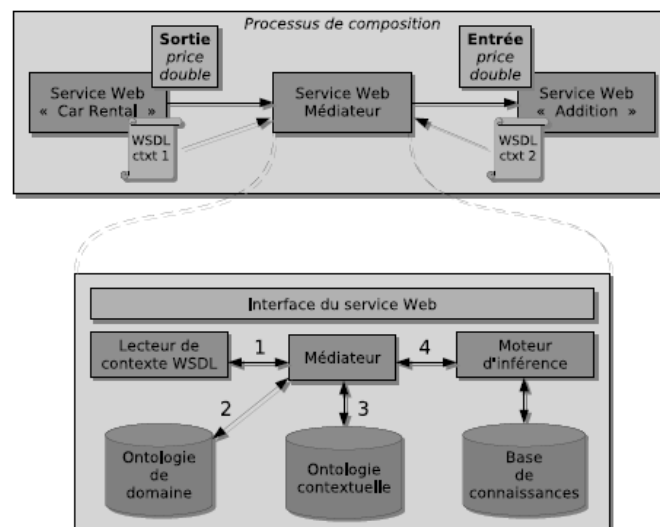 Processus de composition
Sortie
price
double
Entrée
price
double
Service Web
« Car Rental »
Service Web
Médiateur
Service Web
« Addition »
WSDL
ctxt 1
WSDL
ctxt 2
Interface du service Web
Lecteur de
contexte WSDL
1
Médiateur
4
Moteur
d'inférence
2
3
Ontologie
de
domaine
Ontologie
contextuelle
Base
de
connaissances